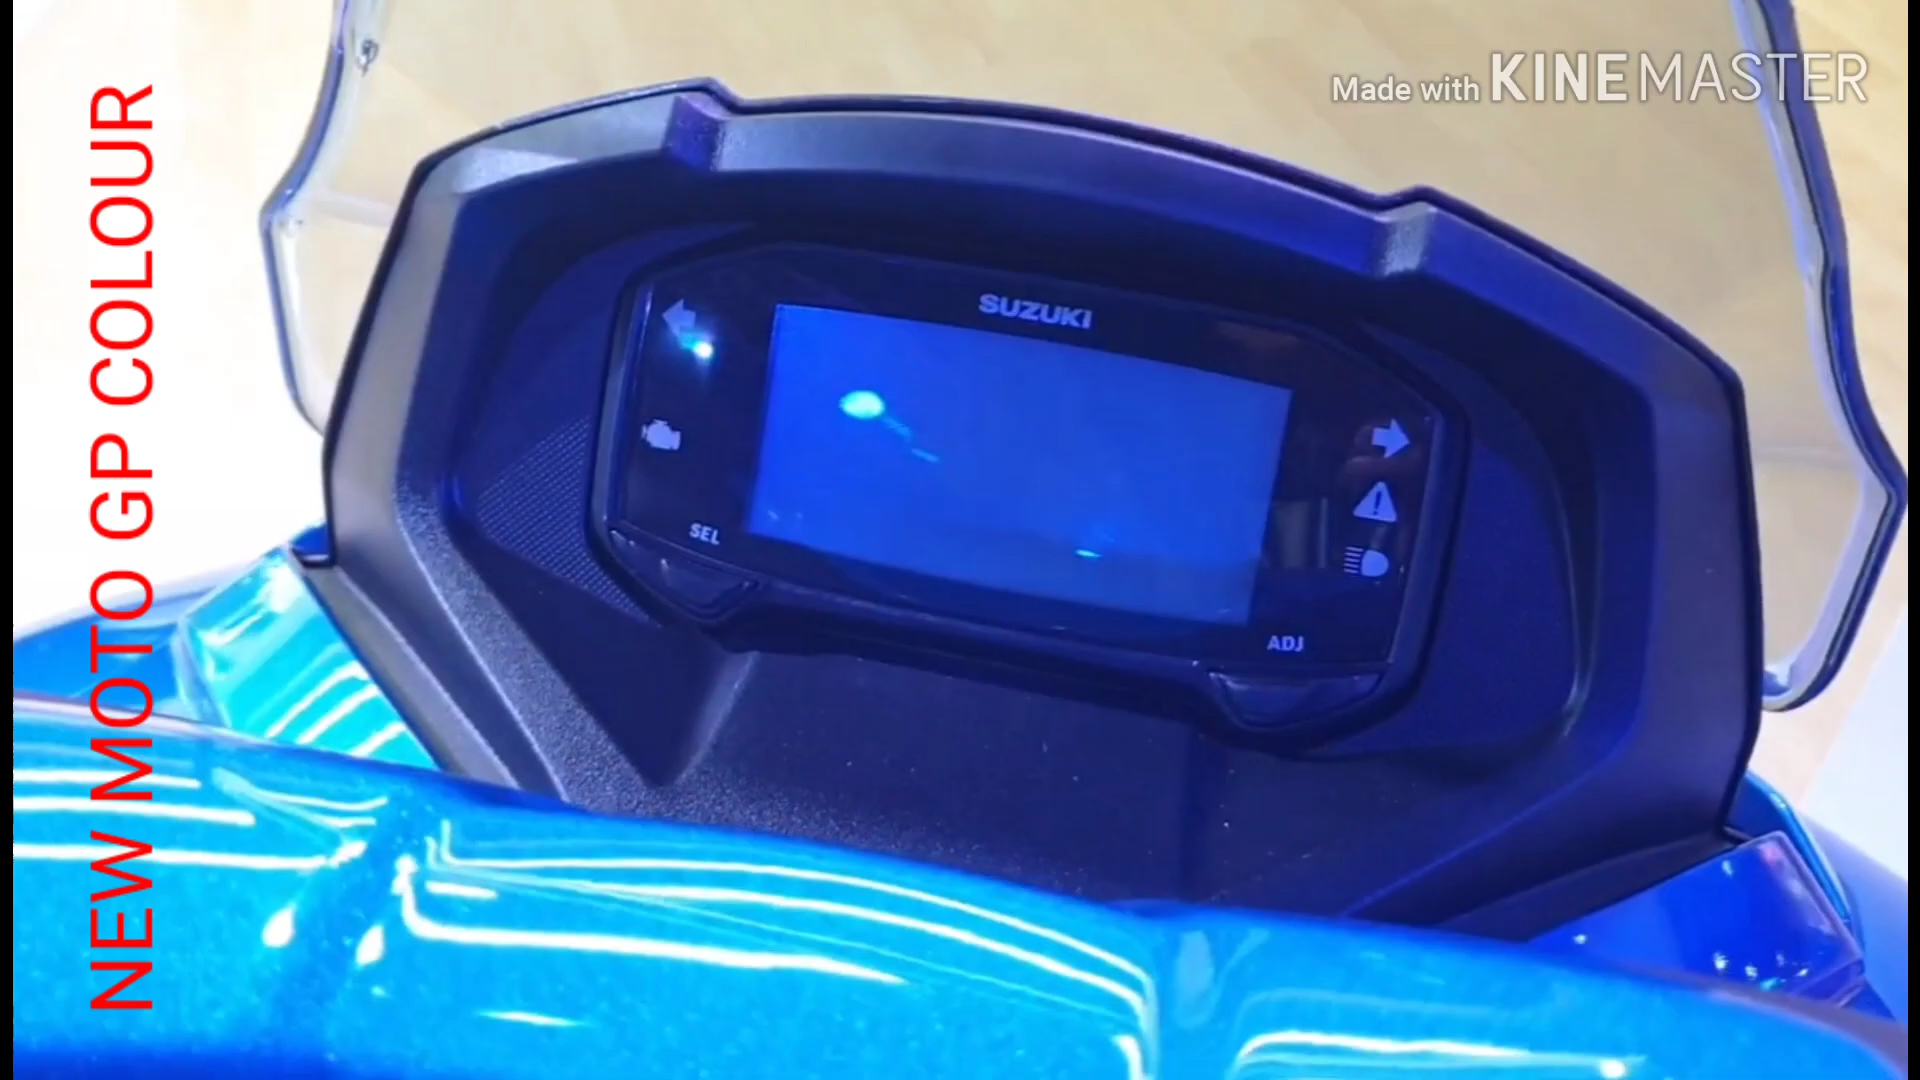 NEW MOTO GP COLOUR
Made with KINEMASTER
SUZUKI
SEL
ADJ